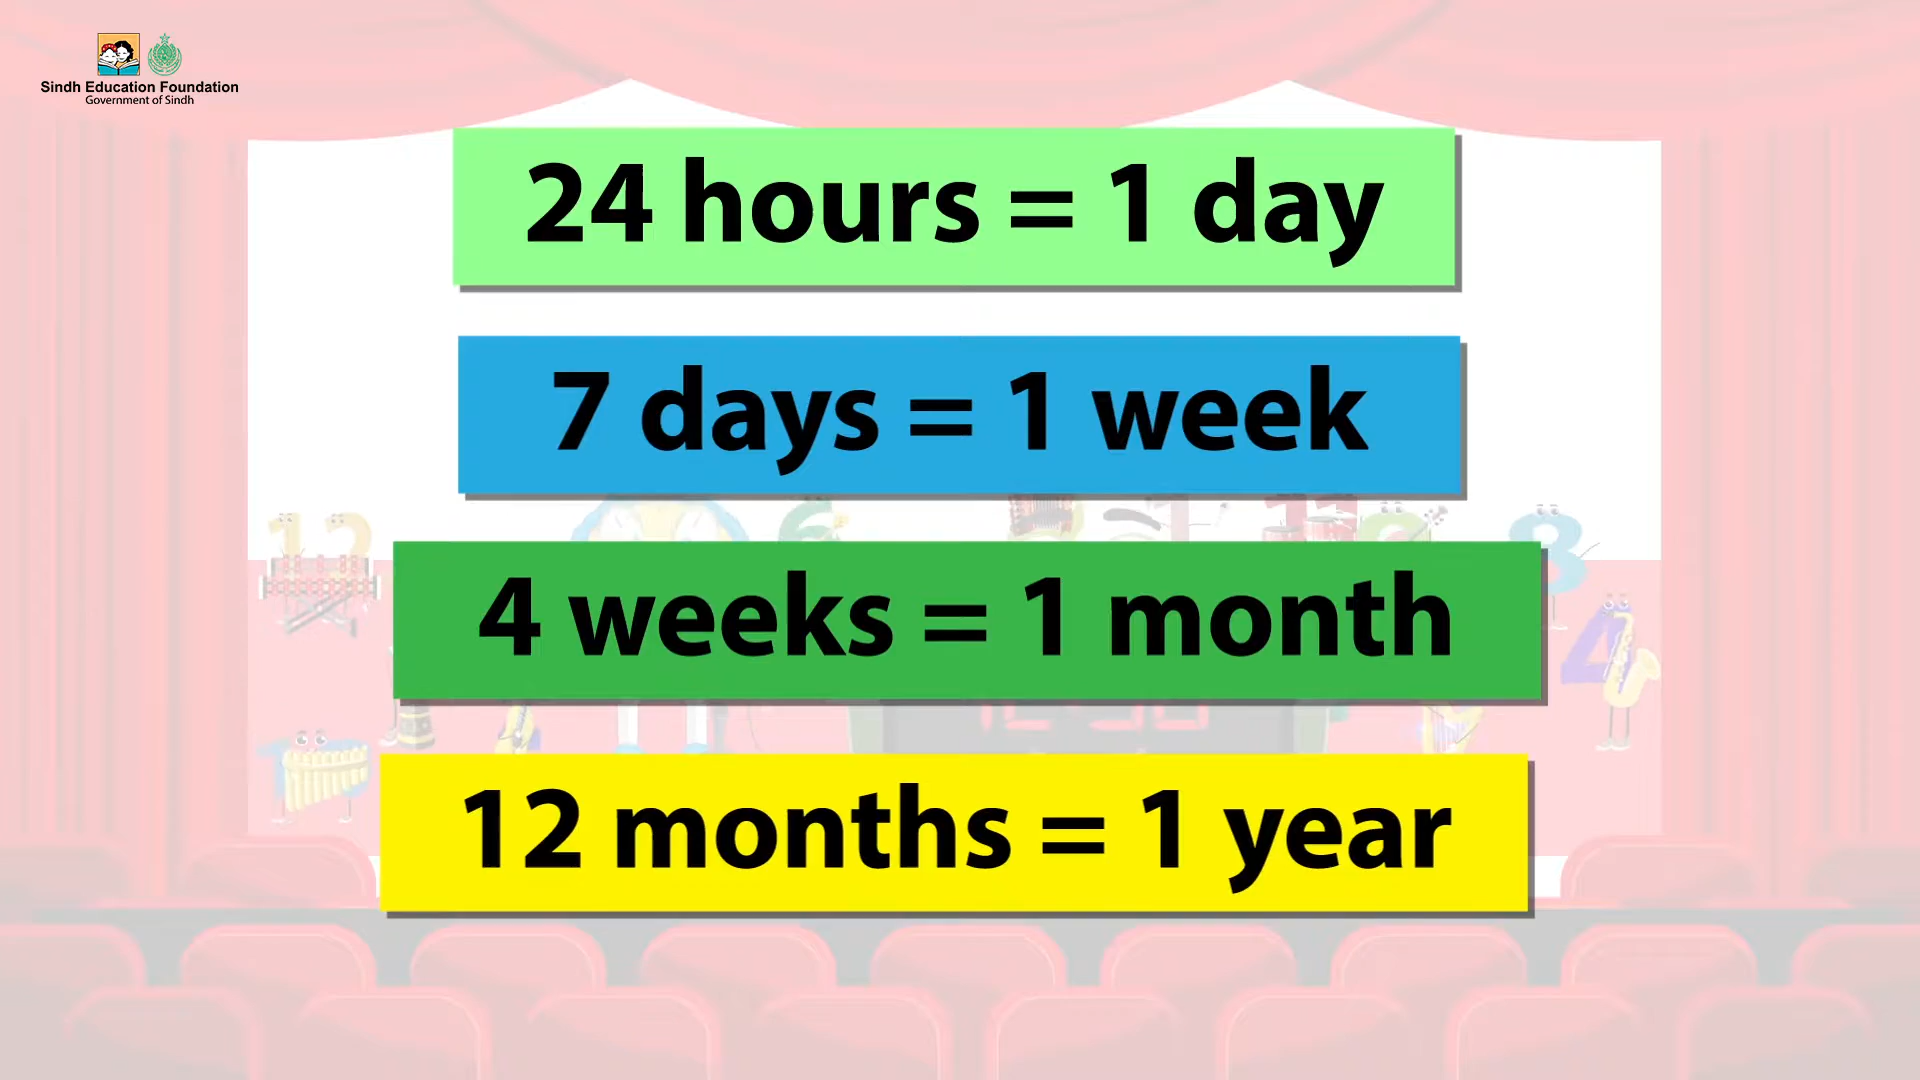 Sindh Education Foundation
Government of Sindh
24 hours = 1 day
7 days = 1 week
4 weeks = 1 month
12 months = 1 year